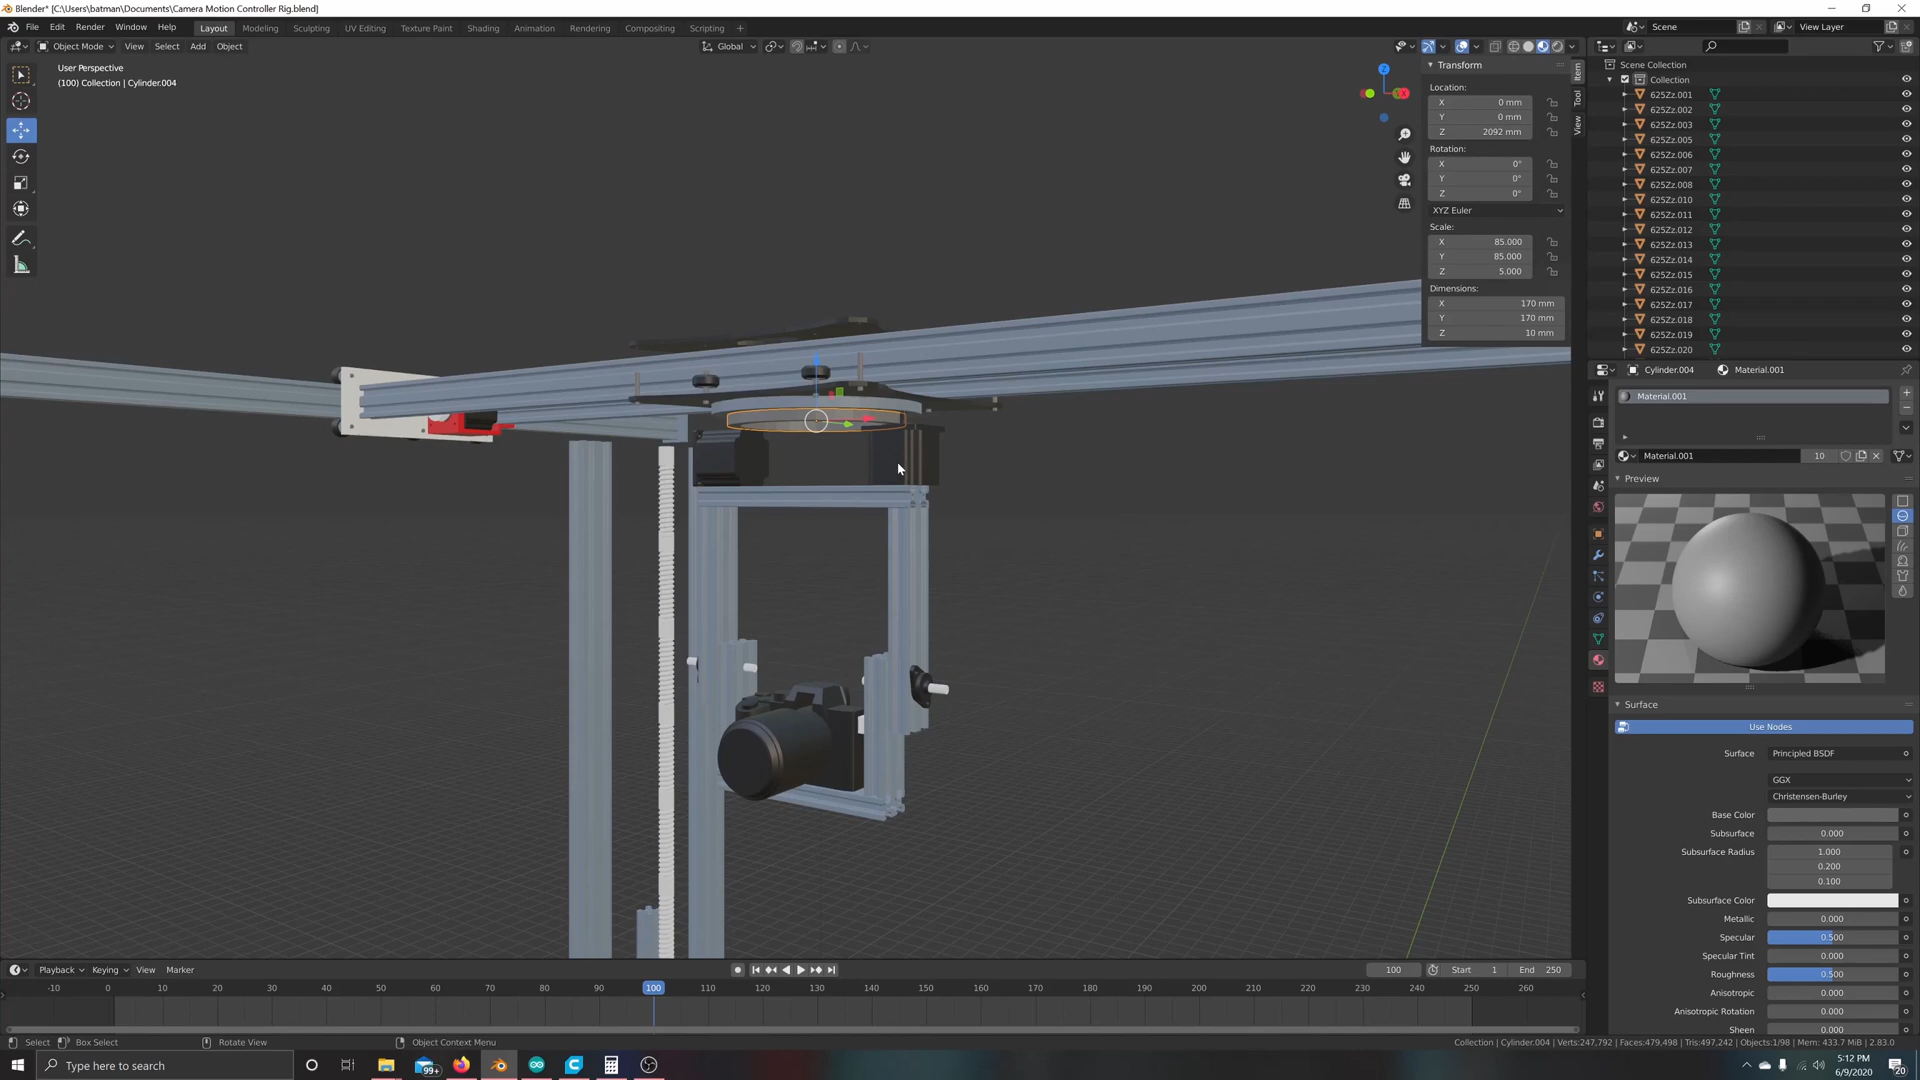 Blender* [C:\Users\batman\Documents\Camera Motion Controller Rig.blend]
File Edit Render Window Help Layout Modeling Sculpting UV Editing Texture Paint Shading Animation Rendering Compositing Scripting + Scene View Layer
Object Mode View Select Add Object Global
User Perspective
(100) Collection | Cylinder.004
Z
X
Transform
Location:
X 0 mm
Y 0 mm
Z 2092 mm
Rotation:
X 0°
Y 0°
Z 0°
XYZ Euler
Scale:
X 85.000
Y 85.000
Z 5.000
Dimensions:
X 170 mm
Y 170 mm
Z 10 mm
Item
Tool
View
Scene Collection
Collection
625Zz.001
625Zz.002
625Zz.003
625Zz.005
625Zz.006
625Zz.007
625Zz.008
625Zz.010
625Zz.011
625Zz.012
625Zz.013
625Zz.014
625Zz.015
625Zz.016
625Zz.017
625Zz.018
625Zz.019
625Zz.020
Cylinder.004 Material.001
Material.001
Material.001 10
Preview
Surface
Use Nodes
Surface Principled BSDF
GGX
Christensen-Burley
Base Color
Subsurface 0.000
Subsurface Radius 1.000
0.200
0.100
Subsurface Color
Metallic 0.000
Specular 0.500
Specular Tint 0.000
Roughness 0.500
Anisotropic 0.000
Anisotropic Rotation 0.000
Sheen 0.000
Playback Keying View Marker 100 Start 1 End 250
-10 0 10 20 30 40 50 60 70 80 90 100 110 120 130 140 150 160 170 180 190 200 210 220 230 240 250 260
Select Box Select Rotate View Object Context Menu Collection | Cylinder.004 | Verts:247,792 | Faces:479,498 | Tris:497,242 | Objects:1/98 | Mem: 433.7 MiB | 2.83.0
Type here to search 99+ 5:12 PM
6/9/2020 20